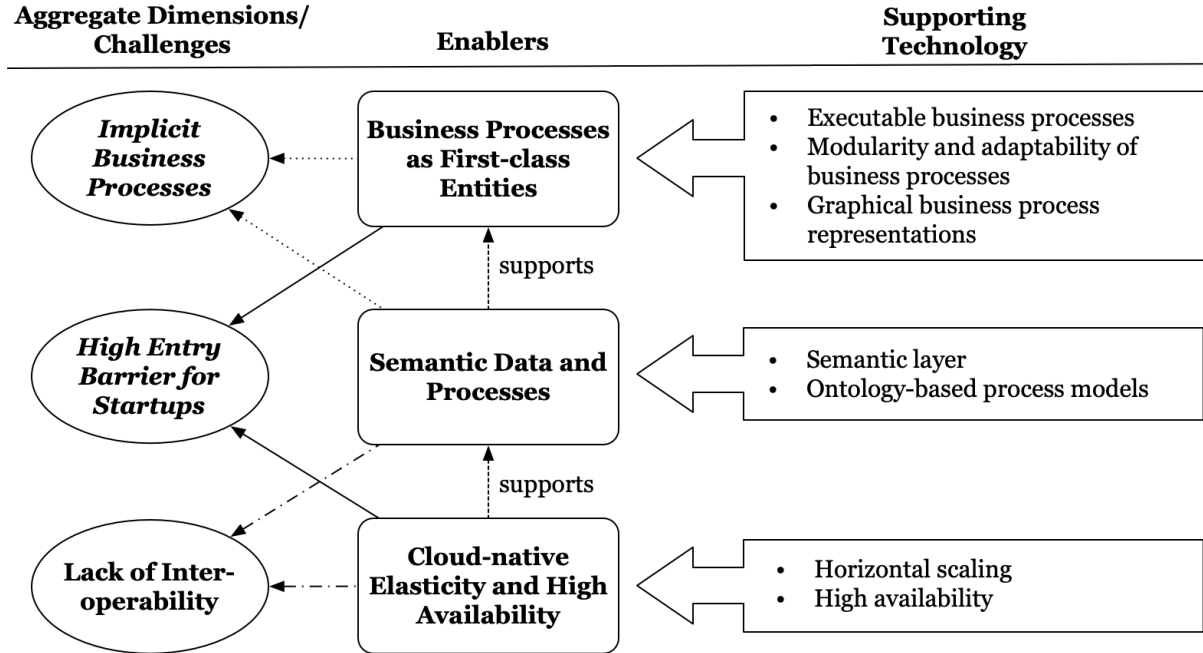 Aggregate Dimensions/
Challenges
Enablers
Supporting
Technology
Implicit
Business
Processes
Business Processes
as First-class
Entities
• Executable business processes
• Modularity and adaptability of
business processes
• Graphical business process
representations
supports
High Entry
Barrier for
Startups
Semantic Data and
Processes
• Semantic layer
• Ontology-based process models
supports
Lack of Inter-
operability
Cloud-native
Elasticity and High
Availability
• Horizontal scaling
• High availability